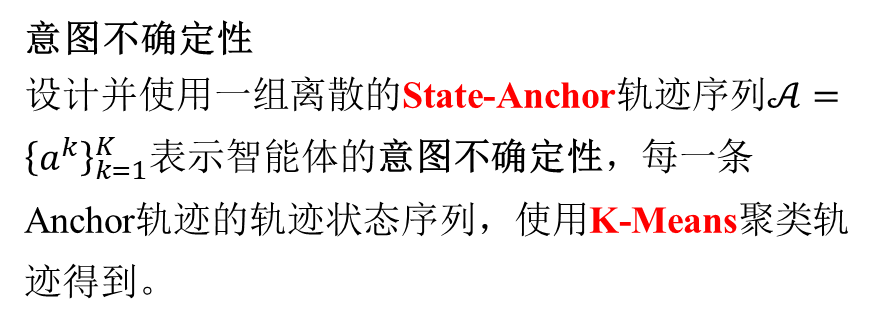 意图不确定性
设计并使用一组离散的State-Anchor轨迹序列𝒜 =
{𝑎ᵏ}ᴷₖ₌₁表示智能体的意图不确定性，每一条
Anchor轨迹的轨迹状态序列，使用K-Means聚类轨
迹得到。